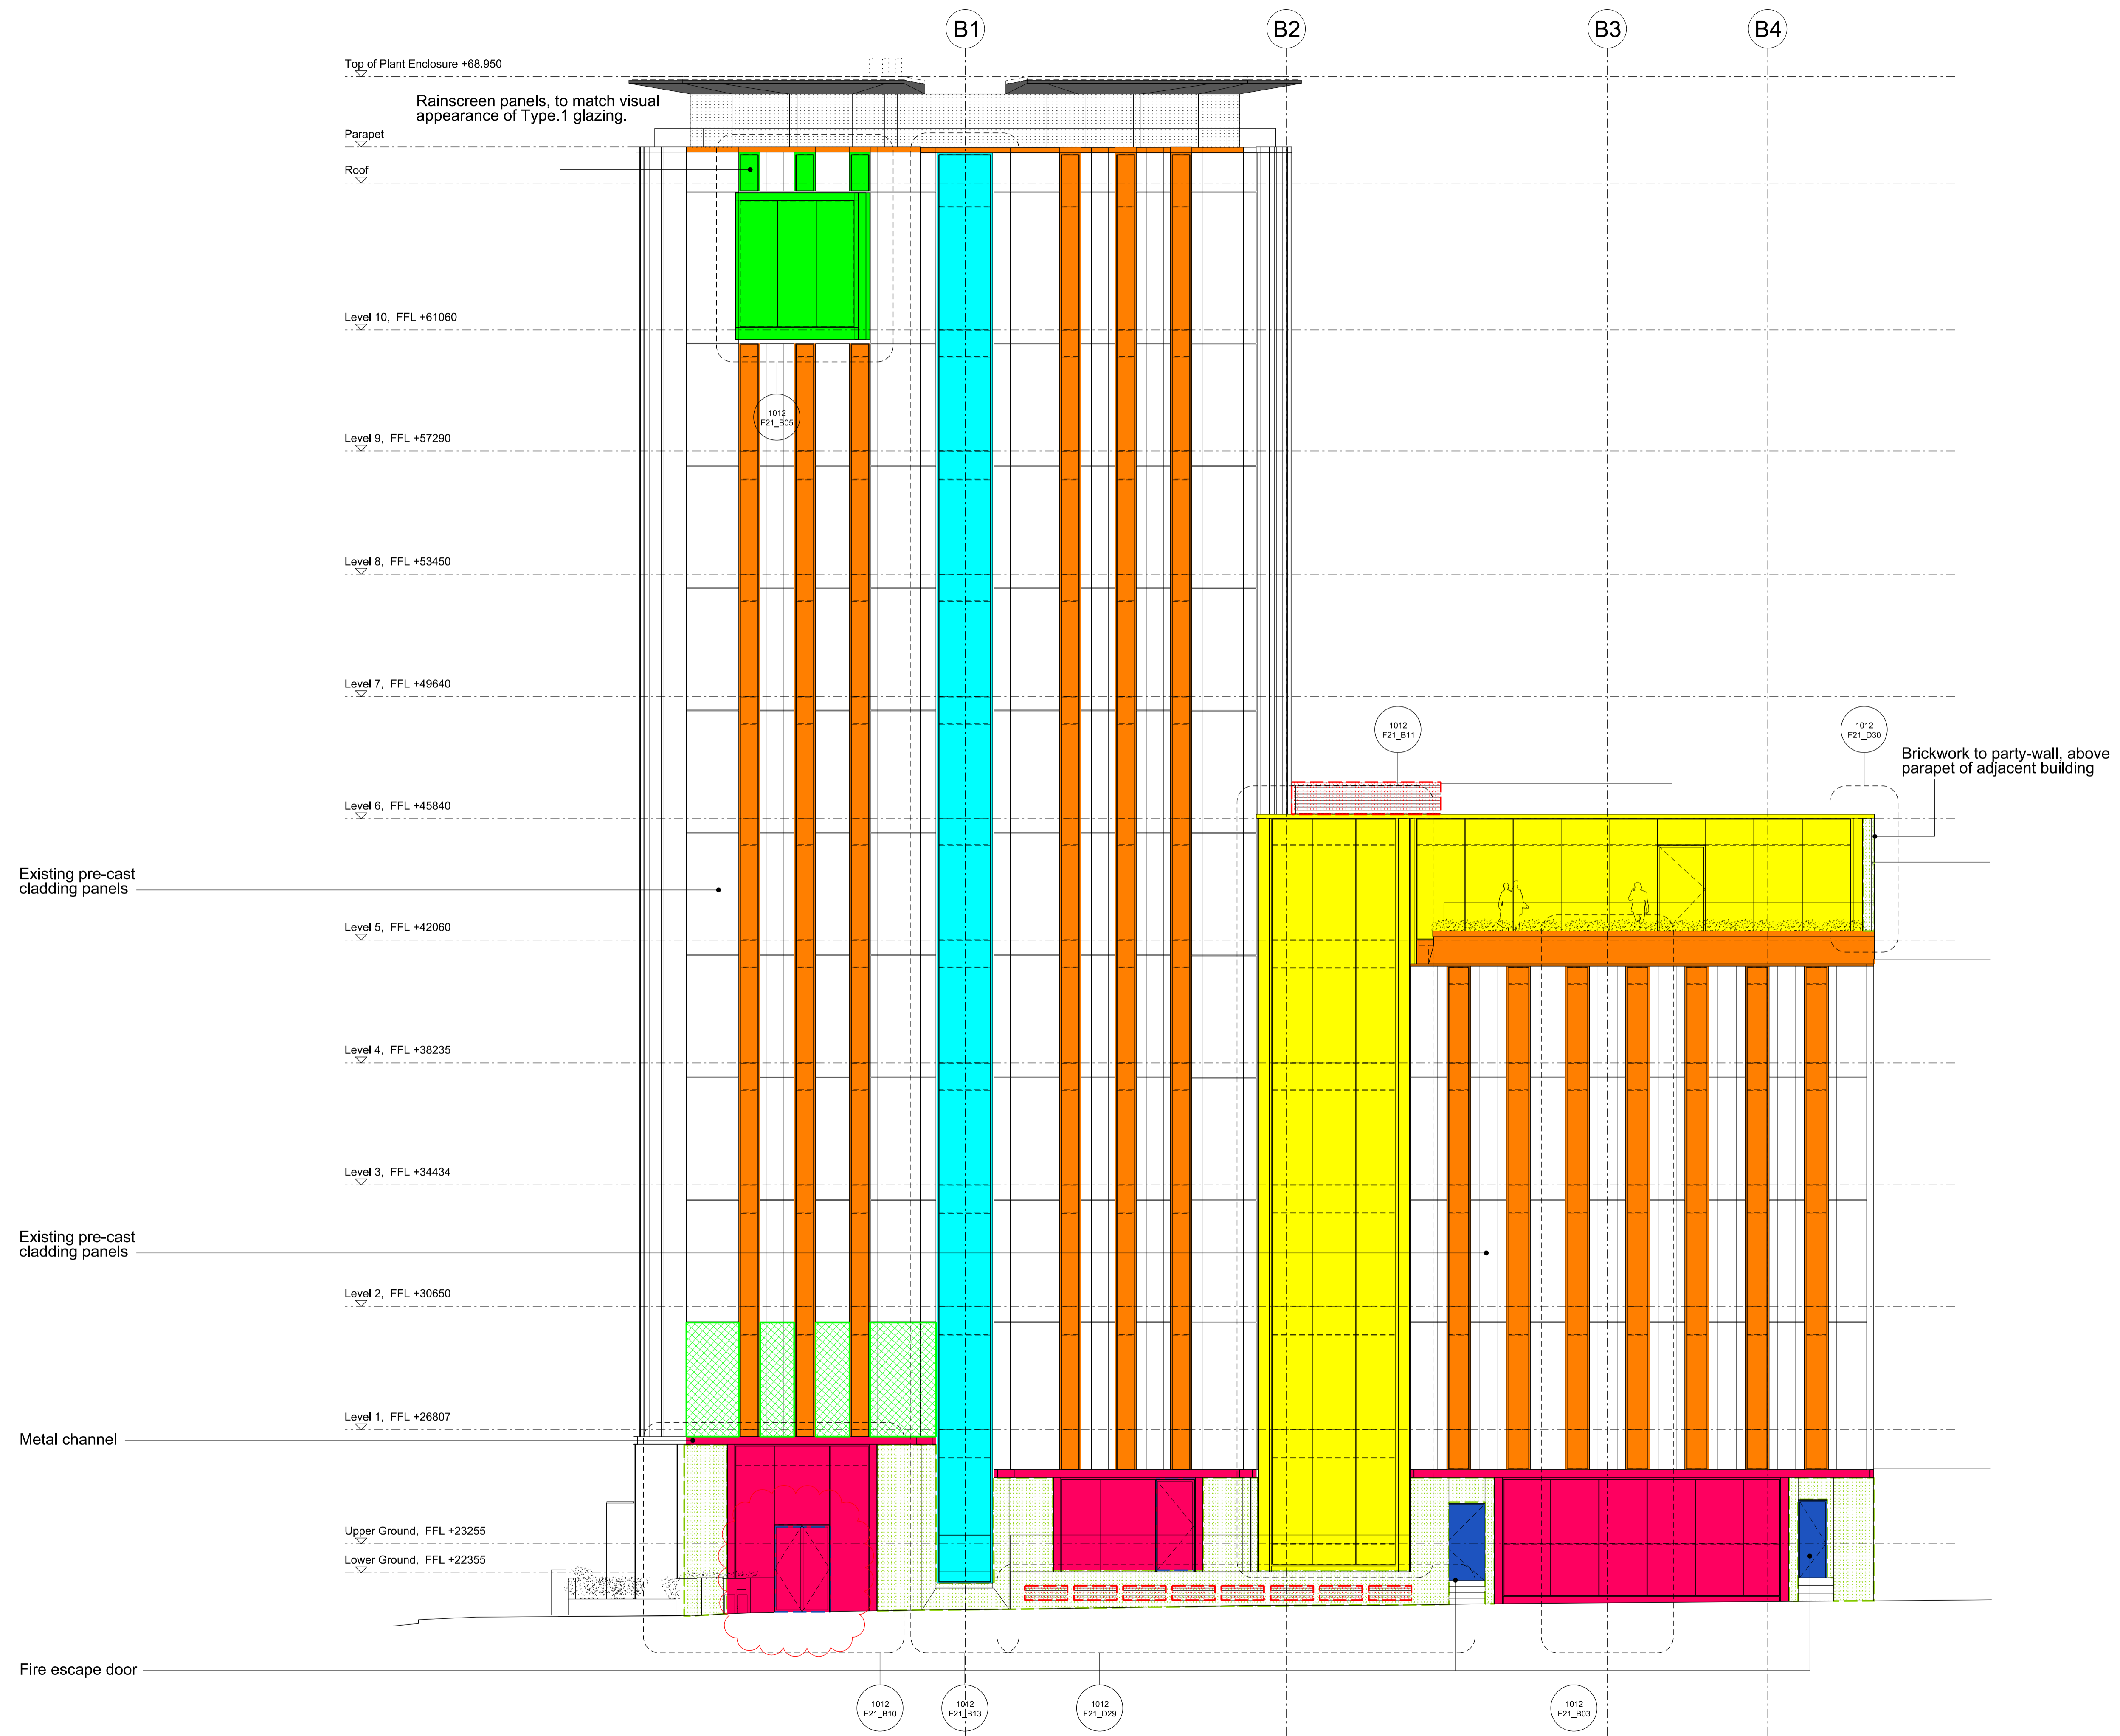 B1
B2
B3
B4
Top of Plant Enclosure +68.950
Rainscreen panels, to match visual
appearance of Type.1 glazing.
Parapet
Roof
Level 10, FFL +61060
1012
F21_B05
Level 9, FFL +57290
Level 8, FFL +53450
Level 7, FFL +49640
1012
F21_B11
1012
F21_D30
Brickwork to party-wall, above
parapet of adjacent building
Level 6, FFL +45840
Existing pre-cast
cladding panels
Level 5, FFL +42060
Level 4, FFL +38235
Level 3, FFL +34434
Existing pre-cast
cladding panels
Level 2, FFL +30650
Level 1, FFL +26807
Metal channel
Upper Ground, FFL +23255
Lower Ground, FFL +22355
Fire escape door
1012
F21_B10
1012
F21_B13
1012
F21_D29
1012
F21_B03